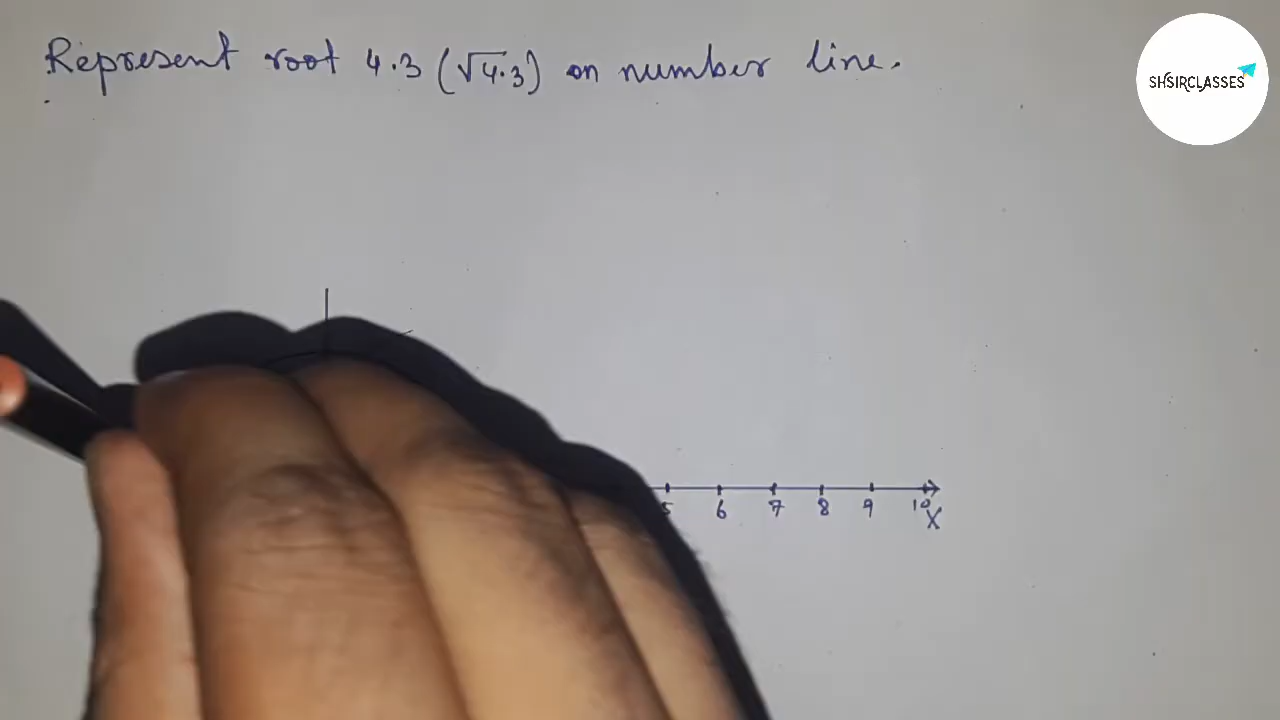 Represent root 4.3 (√4.3) on number line.
SHSIRCLASSES
5 6 7 8 9 10
X